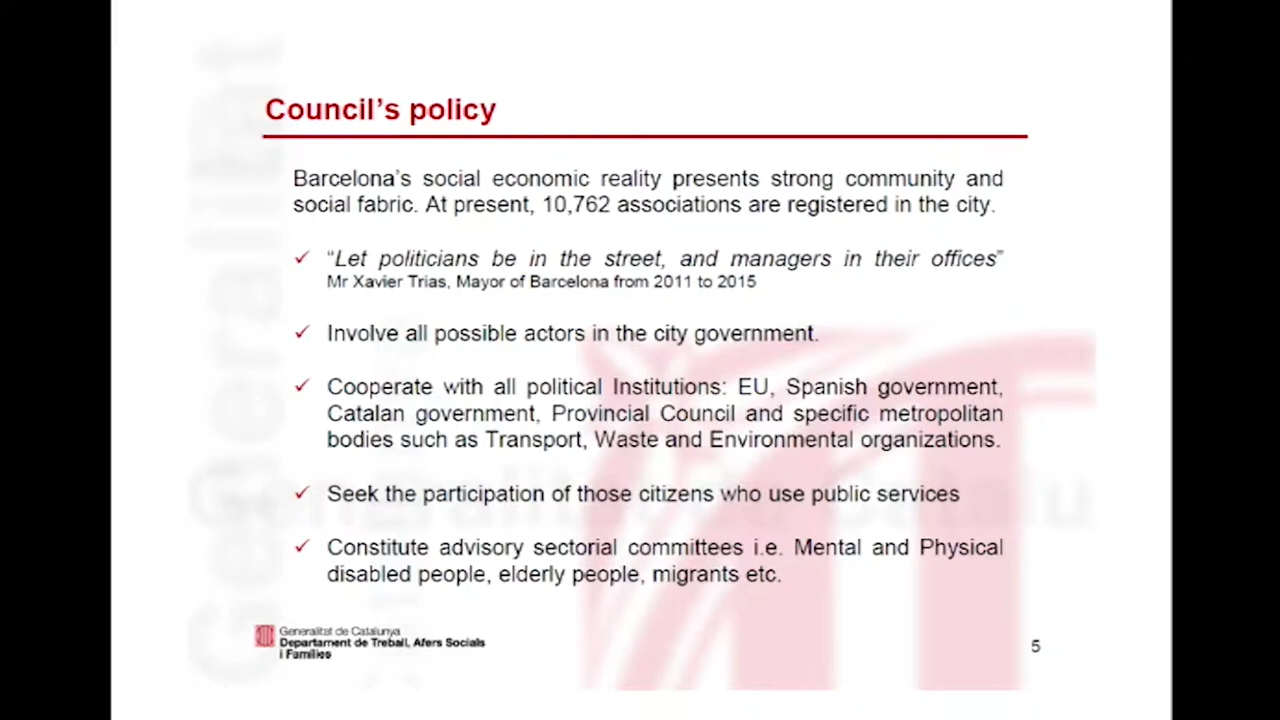 Council's policy
Barcelona's social economic reality presents strong community and
social fabric. At present, 10,762 associations are registered in the city.
✓ "Let politicians be in the street, and managers in their offices"
Mr Xavier Trias, Mayor of Barcelona from 2011 to 2015
✓ Involve all possible actors in the city government.
✓ Cooperate with all political Institutions: EU, Spanish government,
Catalan government, Provincial Council and specific metropolitan
bodies such as Transport, Waste and Environmental organizations.
✓ Seek the participation of those citizens who use public services
✓ Constitute advisory sectorial committees i.e. Mental and Physical
disabled people, elderly people, migrants etc.
Generalitat de Catalunya
Departament de Treball, Afers Socials
i Famílies
5